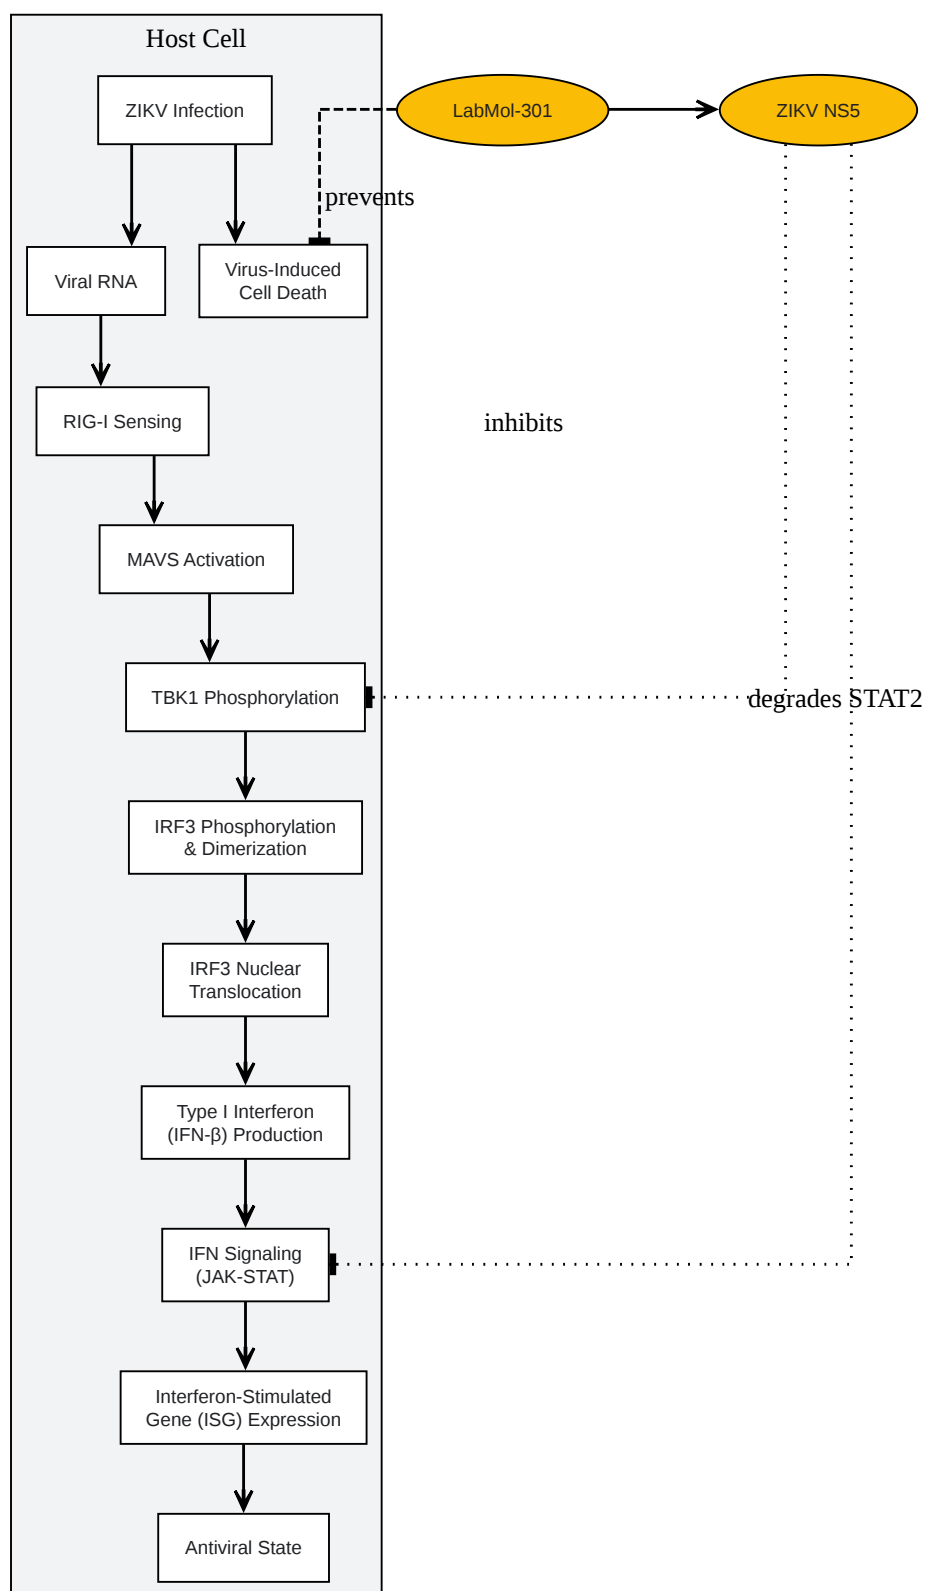 Host Cell
ZIKV Infection
LabMol-301
ZIKV NS5
prevents
Viral RNA
Virus-Induced
Cell Death
RIG-I Sensing
inhibits
MAVS Activation
TBK1 Phosphorylation
degrades STAT2
IRF3 Phosphorylation
& Dimerization
IRF3 Nuclear
Translocation
Type I Interferon
(IFN-β) Production
IFN Signaling
(JAK-STAT)
Interferon-Stimulated
Gene (ISG) Expression
Antiviral State